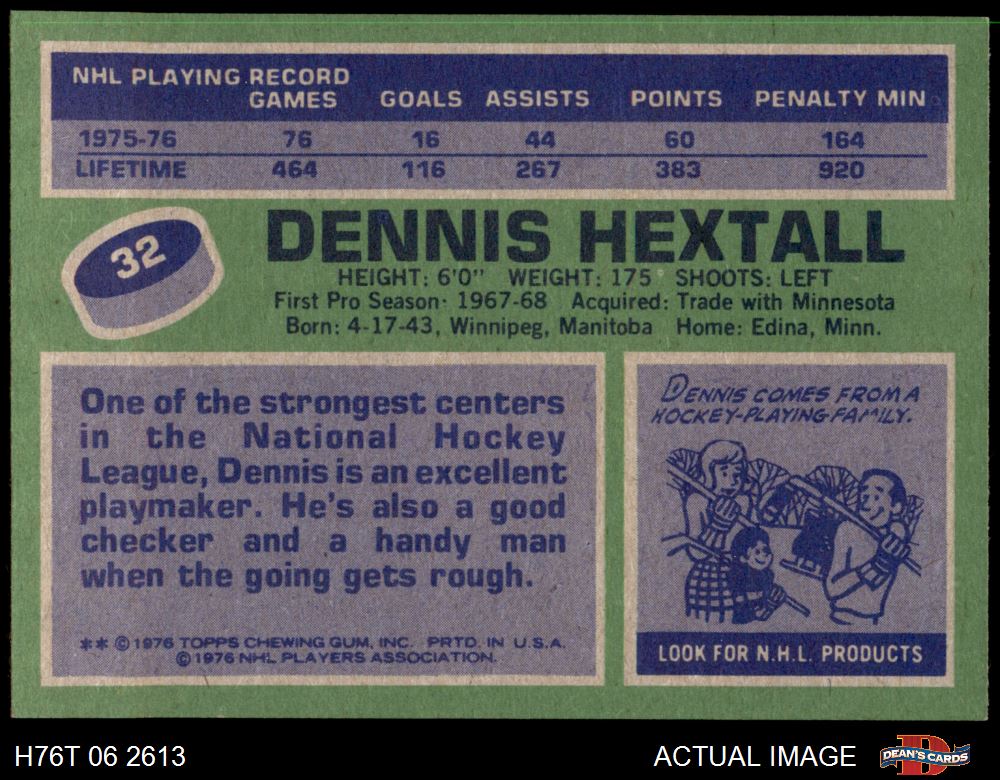 NHL PLAYING RECORD
GAMES GOALS ASSISTS POINTS PENALTY MIN
1975-76 76 16 44 60 164
LIFETIME 464 116 267 383 920
32
DENNIS HEXTALL
HEIGHT: 6'0" WEIGHT: 175 SHOOTS: LEFT
First Pro Season: 1967-68 Acquired: Trade with Minnesota
Born: 4-17-43, Winnipeg, Manitoba Home: Edina, Minn.
One of the strongest centers
in the National Hockey
League, Dennis is an excellent
playmaker. He's also a good
checker and a handy man
when the going gets rough.
** © 1976 TOPPS CHEWING GUM, INC. PRTD. IN U.S.A.
© 1976 NHL PLAYERS ASSOCIATION.
DENNIS COMES FROM A
HOCKEY-PLAYING FAMILY.
LOOK FOR N.H.L. PRODUCTS
H76T 06 2613 ACTUAL IMAGE
DEAN'S CARDS